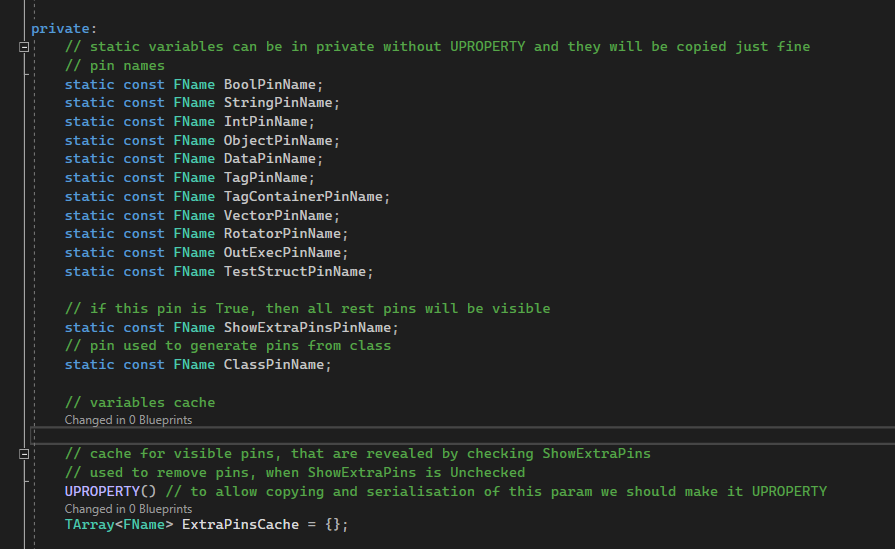 private:
// static variables can be in private without UPROPERTY and they will be copied just fine
// pin names
static const FName BoolPinName;
static const FName StringPinName;
static const FName IntPinName;
static const FName ObjectPinName;
static const FName DataPinName;
static const FName TagPinName;
static const FName TagContainerPinName;
static const FName VectorPinName;
static const FName RotatorPinName;
static const FName OutExecPinName;
static const FName TestStructPinName;
// if this pin is True, then all rest pins will be visible
static const FName ShowExtraPinsPinName;
// pin used to generate pins from class
static const FName ClassPinName;
// variables cache
Changed in 0 Blueprints
// cache for visible pins, that are revealed by checking ShowExtraPins
// used to remove pins, when ShowExtraPins is Unchecked
UPROPERTY() // to allow copying and serialisation of this param we should make it UPROPERTY
Changed in 0 Blueprints
TArray<FName> ExtraPinsCache = {};